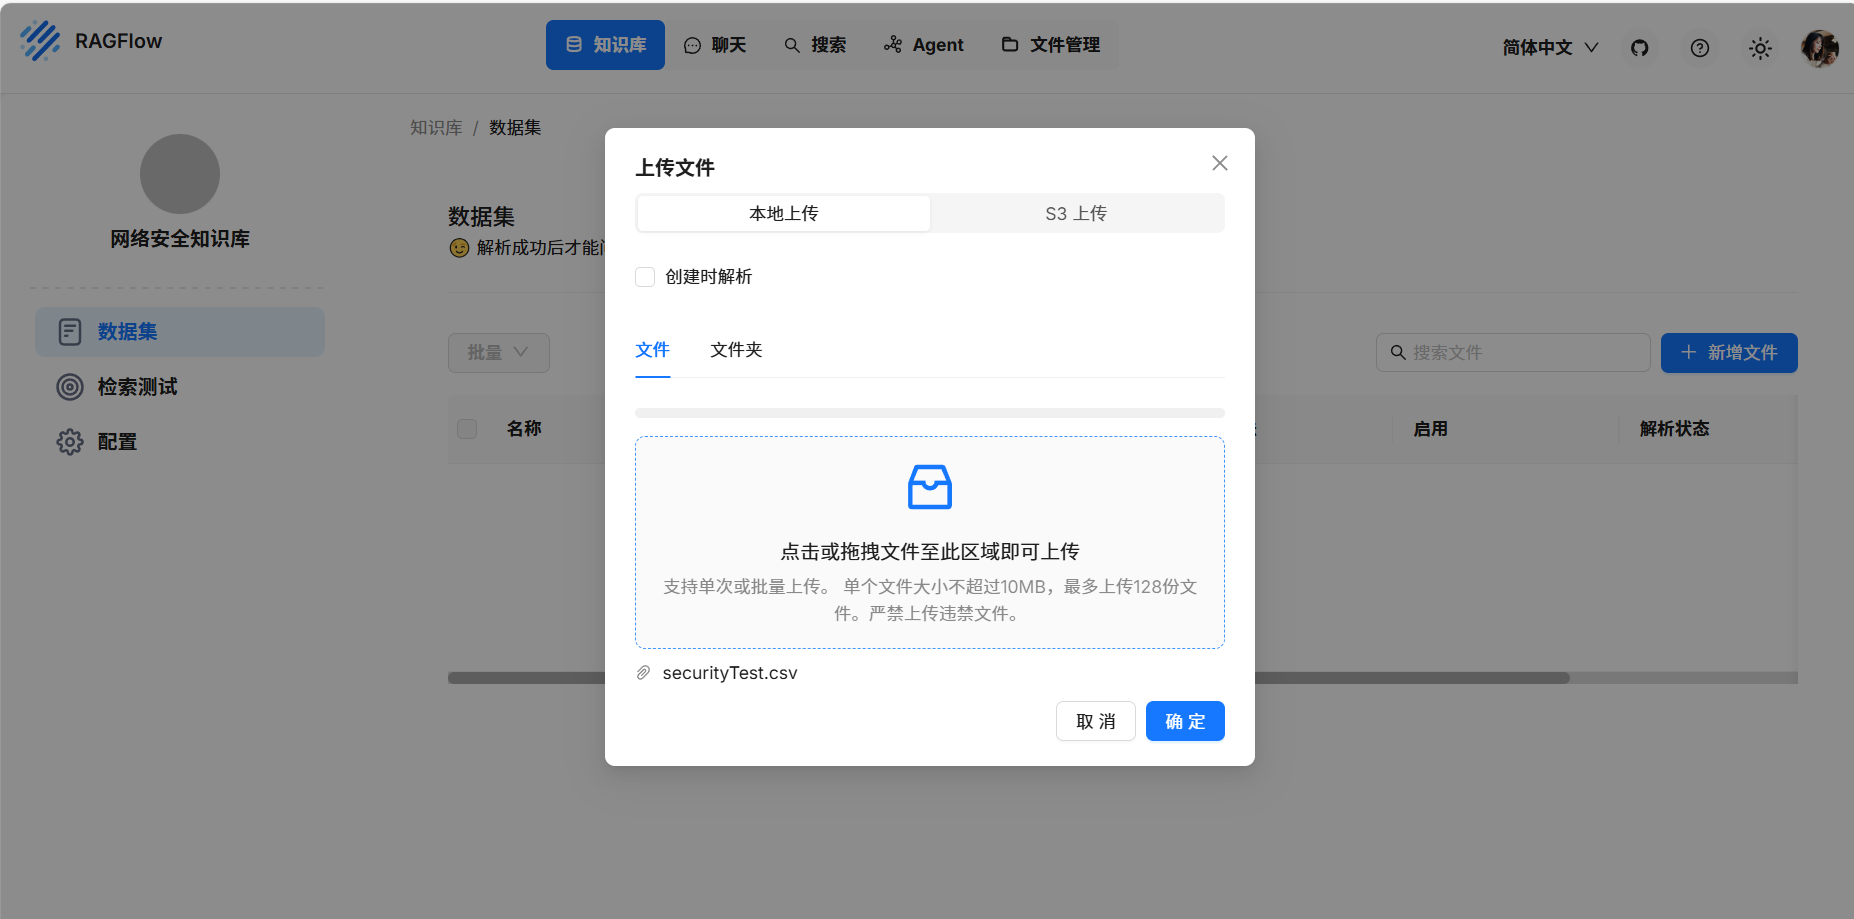 RAGFlow
知识库
聊天
搜索
Agent
文件管理
简体中文
网络安全知识库
数据集
检索测试
配置
知识库 / 数据集
数据集
解析成功后才能
批量
搜索文件
新增文件
名称
启用
解析状态
上传文件
本地上传
S3 上传
创建时解析
文件
文件夹
点击或拖拽文件至此区域即可上传
支持单次或批量上传。 单个文件大小不超过10MB，最多上传128份文
件。严禁上传违禁文件。
securityTest.csv
取 消
确 定